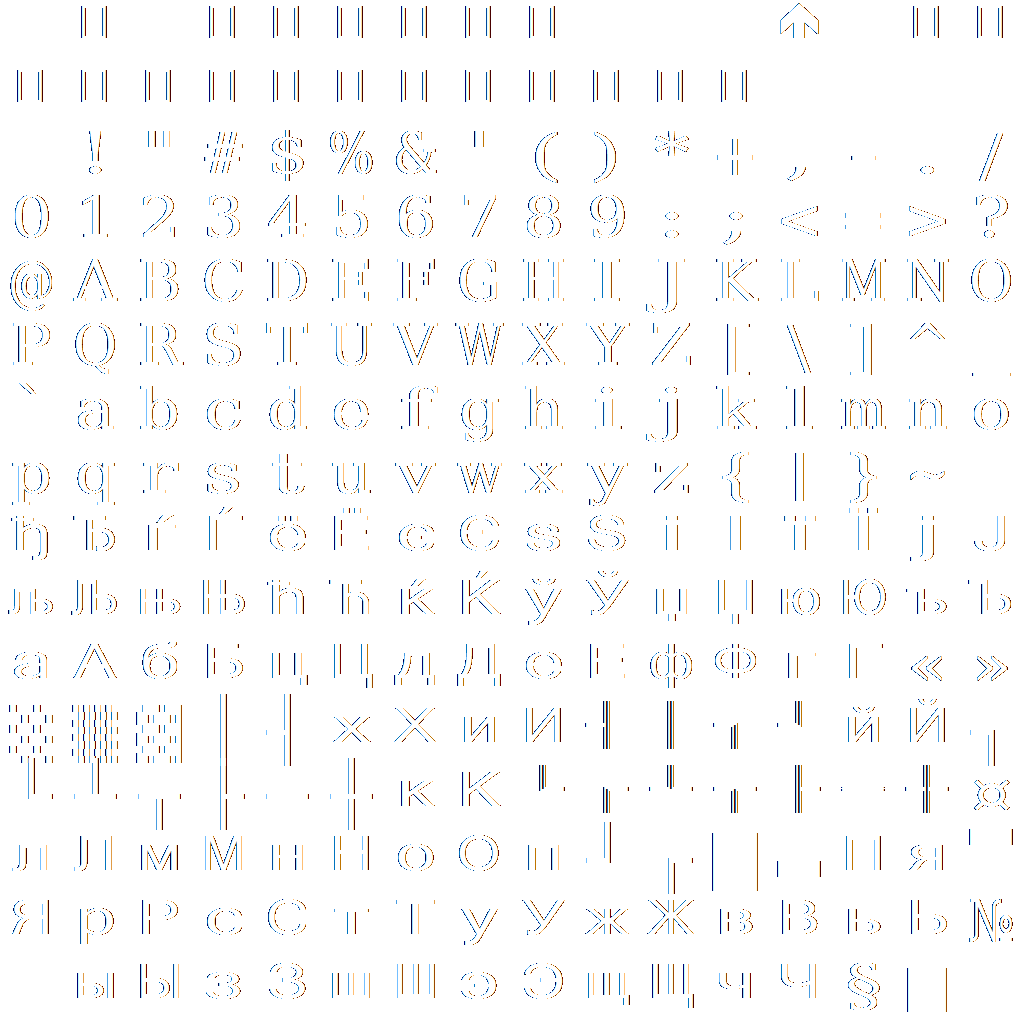 ! " # $ % & ' ( ) * + , - . /
0 1 2 3 4 5 6 7 8 9 : ; < = > ?
@ A B C D E F G H I J K L M N O
P Q R S T U V W X Y Z [ \ ] ^ _
` a b c d e f g h i j k l m n o
p q r s t u v w x y z { | } ~
ђ Ђ ѓ Ѓ ё Ё є Є ѕ Ѕ і І ї Ї ј Ј
љ Љ њ Њ ћ Ћ ќ Ќ ў Ў џ Џ ю Ю ъ Ъ
а А б Б ц Ц д Д е Е ф Ф г Г « »
░ ▒ ▓ │ ┤ х Х и И ╣ ║ ╗ ╝ й Й ┐
└ ┴ ┬ ├ ─ ┼ к К ╚ ╔ ╩ ╦ ╠ ═ ╬ ¤
л Л м М н Н о О п ┘ ┌ █ ▄ П я ▀
Я р Р с С т Т у У ж Ж в В ь Ь №
ы Ы з З ш Ш э Э щ Щ ч Ч § ■